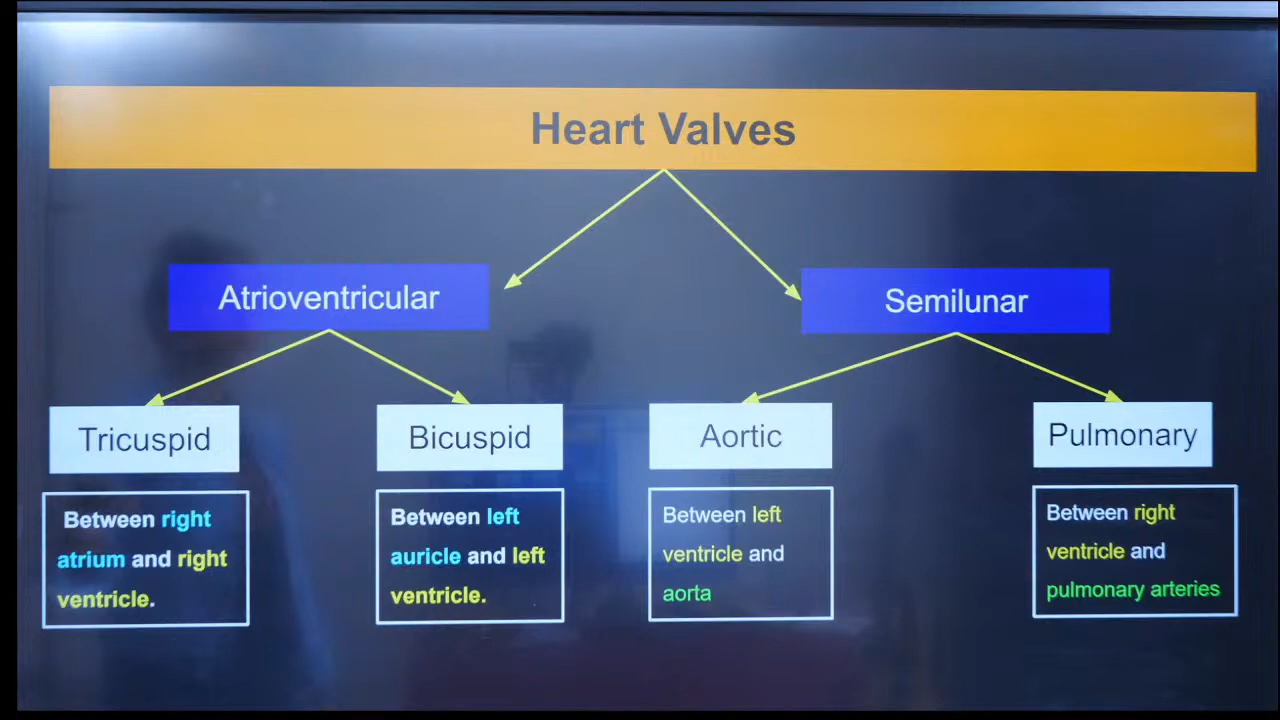 Heart Valves
Atrioventricular
Semilunar
Tricuspid
Bicuspid
Aortic
Pulmonary
Between right
atrium and right
ventricle.
Between left
auricle and left
ventricle.
Between left
ventricle and
aorta
Between right
ventricle and
pulmonary arteries